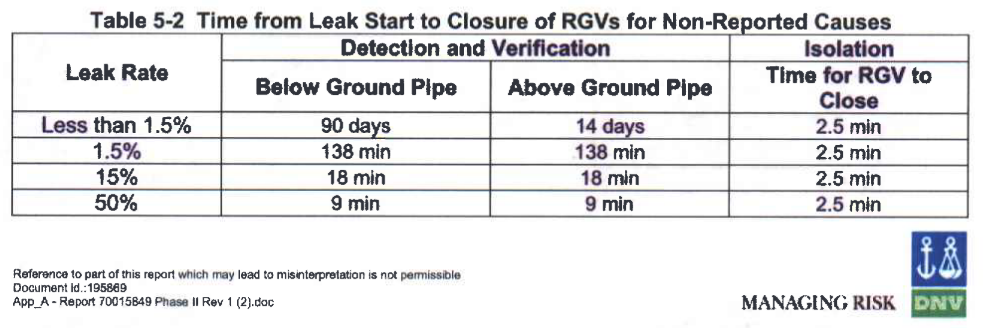 Table 5-2 Time from Leak Start to Closure of RGVs for Non-Reported Causes
Leak Rate
Detection and Verification
Isolation
Below Ground Pipe
Above Ground Pipe
Time for RGV to
Close
Less than 1.5% 90 days 14 days 2.5 min
1.5% 138 min 138 min 2.5 min
15% 18 min 18 min 2.5 min
50% 9 min 9 min 2.5 min
Reference to part of this report which may lead to misinterpretation is not permissible
Document Id.:195869
App_A - Report 70015849 Phase II Rev 1 (2).doc
MANAGING RISK
DNV